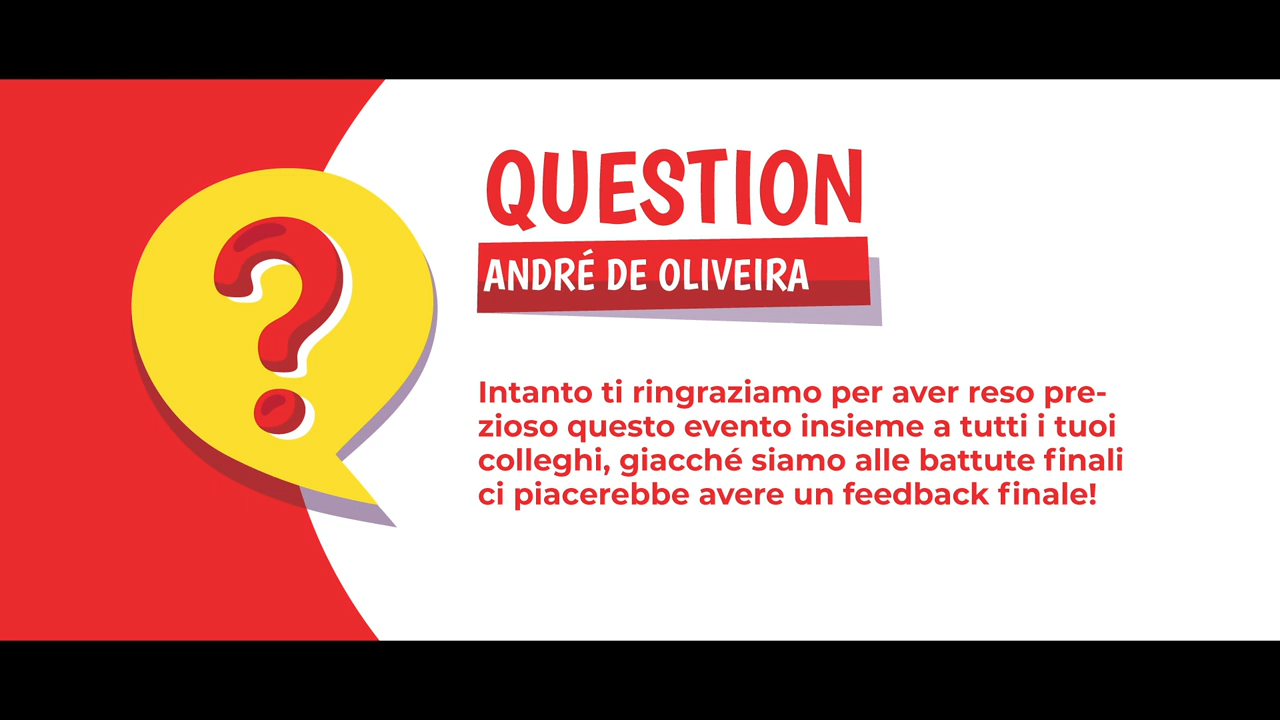 QUESTION
ANDRÉ DE OLIVEIRA
Intanto ti ringraziamo per aver reso pre-
zioso questo evento insieme a tutti i tuoi
colleghi, giacché siamo alle battute finali
ci piacerebbe avere un feedback finale!